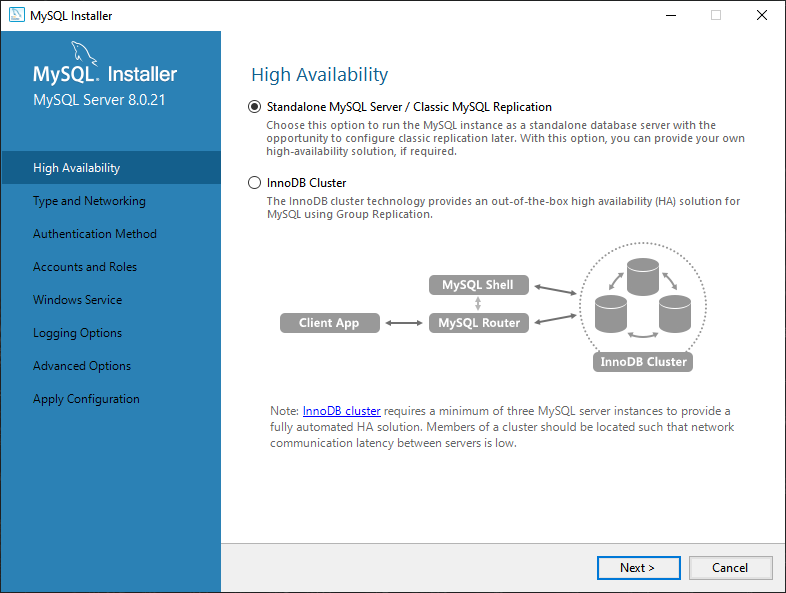 MySQL Installer
MySQL. Installer
MySQL Server 8.0.21
High Availability
Type and Networking
Authentication Method
Accounts and Roles
Windows Service
Logging Options
Advanced Options
Apply Configuration
High Availability
Standalone MySQL Server / Classic MySQL Replication
Choose this option to run the MySQL instance as a standalone database server with the
opportunity to configure classic replication later. With this option, you can provide your own
high-availability solution, if required.
InnoDB Cluster
The InnoDB cluster technology provides an out-of-the-box high availability (HA) solution for
MySQL using Group Replication.
MySQL Shell
Client App
MySQL Router
InnoDB Cluster
Note: InnoDB cluster requires a minimum of three MySQL server instances to provide a
fully automated HA solution. Members of a cluster should be located such that network
communication latency between servers is low.
Next >
Cancel